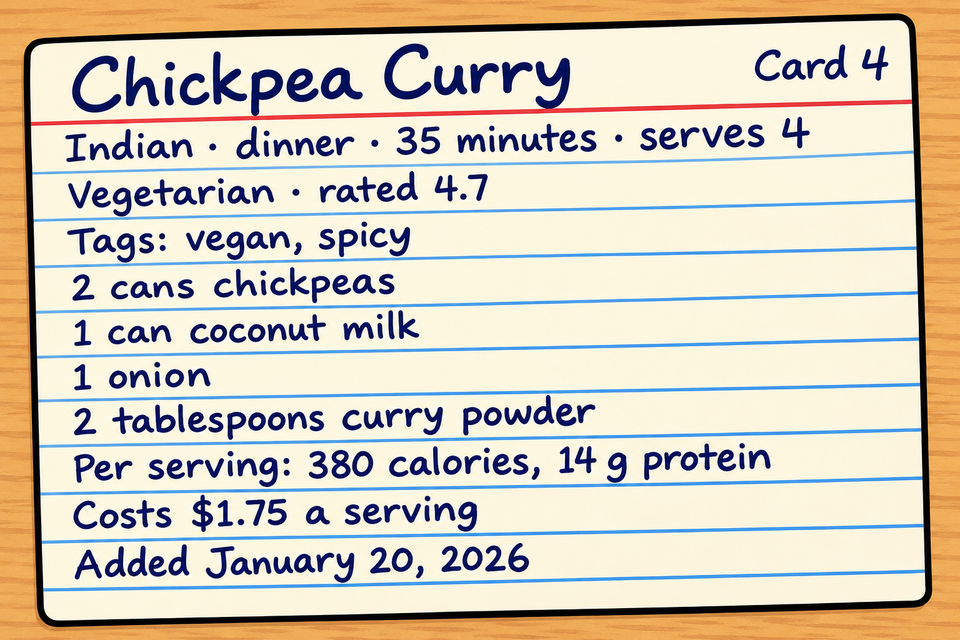 Chickpea Curry
Card 4
Indian · dinner · 35 minutes · serves 4
Vegetarian · rated 4.7
Tags: vegan, spicy
2 cans chickpeas
1 can coconut milk
1 onion
2 tablespoons curry powder
Per serving: 380 calories, 14 g protein
Costs $1.75 a serving
Added January 20, 2026